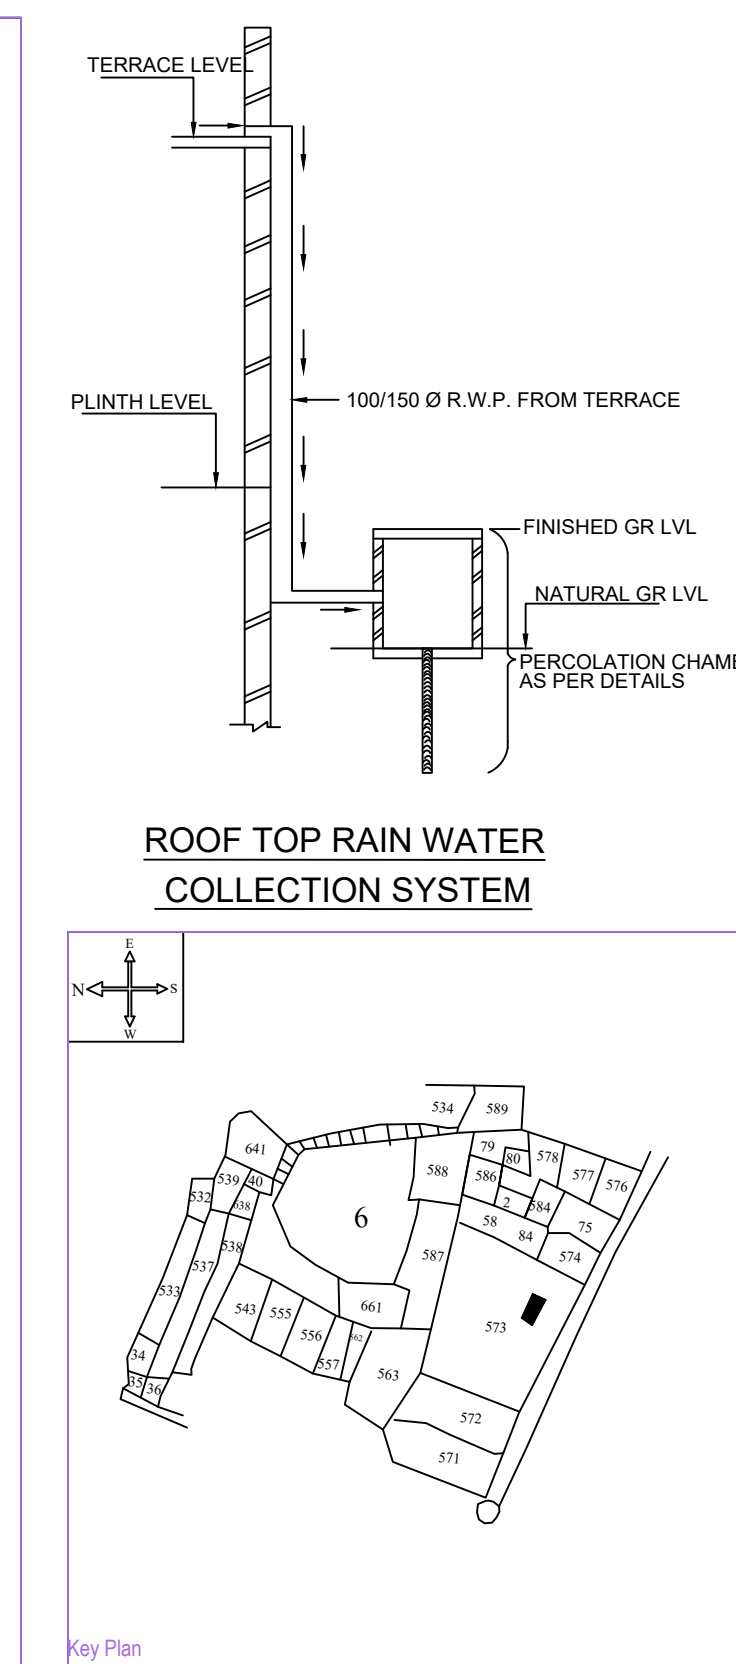 TERRACE LEVEL
PLINTH LEVEL
100/150 Ø R.W.P. FROM TERRACE
FINISHED GR LVL
NATURAL GR LVL
PERCOLATION CHAMB
AS PER DETAILS
ROOF TOP RAIN WATER
COLLECTION SYSTEM
E
N S
W
534 589
641
79 80 578 577 576
539 40 588 586
532 638 2 584
6 58 84 75
538 587 574
537
533
661
543 555 556 562 573
557
34 563
35 36
572
571
Key Plan